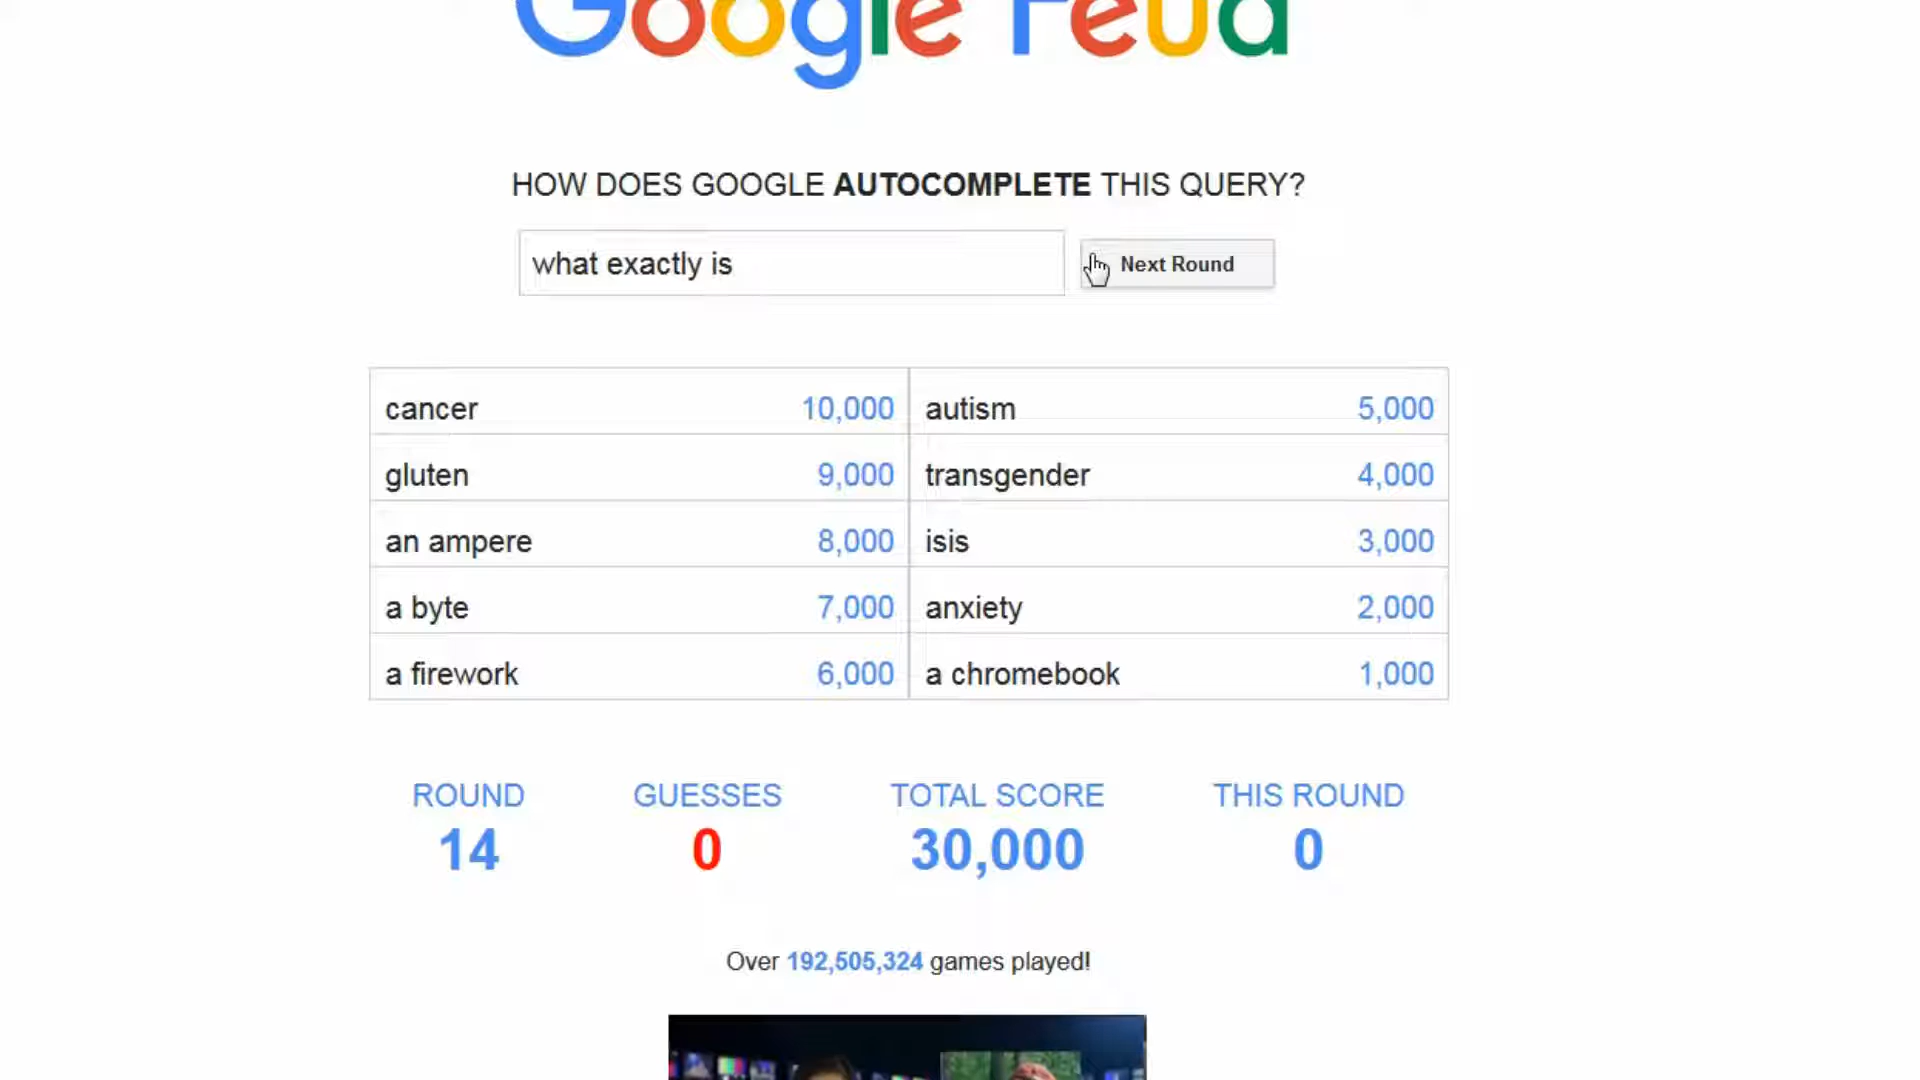 Google Feud
HOW DOES GOOGLE AUTOCOMPLETE THIS QUERY?
what exactly is
Next Round
cancer 10,000 autism 5,000
gluten 9,000 transgender 4,000
an ampere 8,000 isis 3,000
a byte 7,000 anxiety 2,000
a firework 6,000 a chromebook 1,000
ROUND GUESSES TOTAL SCORE THIS ROUND
14 0 30,000 0
Over 192,505,324 games played!